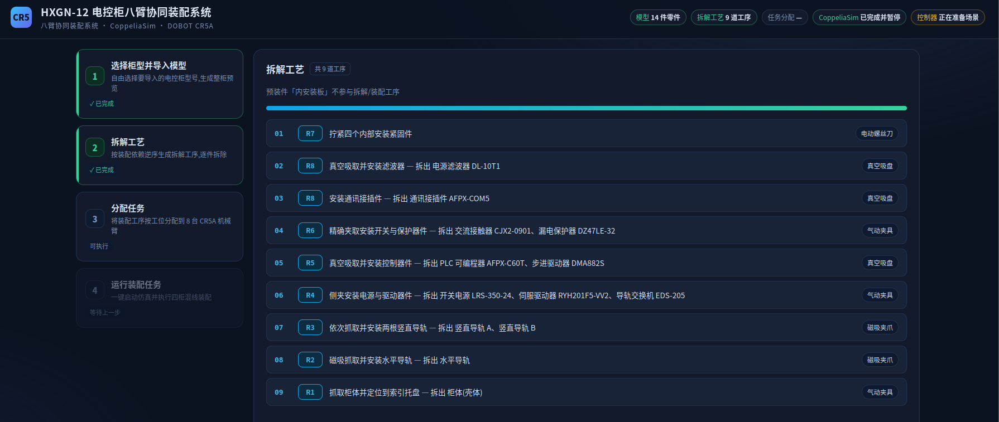 CR5
HXGN-12 电控柜八臂协同装配系统
八臂协同装配系统 · CoppeliaSim · DOBOT CR5A
模型 14 件零件
拆解工艺 9 道工序
任务分配 —
CoppeliaSim 已完成并暂停
控制器 正在准备场景
1
选择柜型并导入模型
自由选择要导入的电控柜型号,生成整柜预
览
✓ 已完成
2
拆解工艺
按装配依赖逆序生成拆解工序,逐件拆除
✓ 已完成
3
分配任务
将装配工序按工位分配到 8 台 CR5A 机械
臂
可执行
4
运行装配任务
一键启动仿真并执行四柜混线装配
等待上一步
拆解工艺 共 9 道工序
预装件「内安装板」不参与拆解/装配工序
01 R7 拧紧四个内部安装紧固件 电动螺丝刀
02 R8 真空吸取并安装滤波器 — 拆出 电源滤波器 DL-10T1 真空吸盘
03 R8 安装通讯接插件 — 拆出 通讯接插件 AFPX-COM5 真空吸盘
04 R6 精确夹取安装开关与保护器件 — 拆出 交流接触器 CJX2-0901、漏电保护器 DZ47LE-32 气动夹具
05 R5 真空吸取并安装控制器件 — 拆出 PLC 可编程器 AFPX-C60T、步进驱动器 DMA882S 真空吸盘
06 R4 侧夹安装电源与驱动器件 — 拆出 开关电源 LRS-350-24、伺服驱动器 RYH201F5-VV2、导轨交换机 EDS-205 气动夹具
07 R3 依次抓取并安装两根竖直导轨 — 拆出 竖直导轨 A、竖直导轨 B 磁吸夹爪
08 R2 磁吸抓取并安装水平导轨 — 拆出 水平导轨 磁吸夹爪
09 R1 抓取柜体并定位到索引托盘 — 拆出 柜体(壳体) 气动夹具